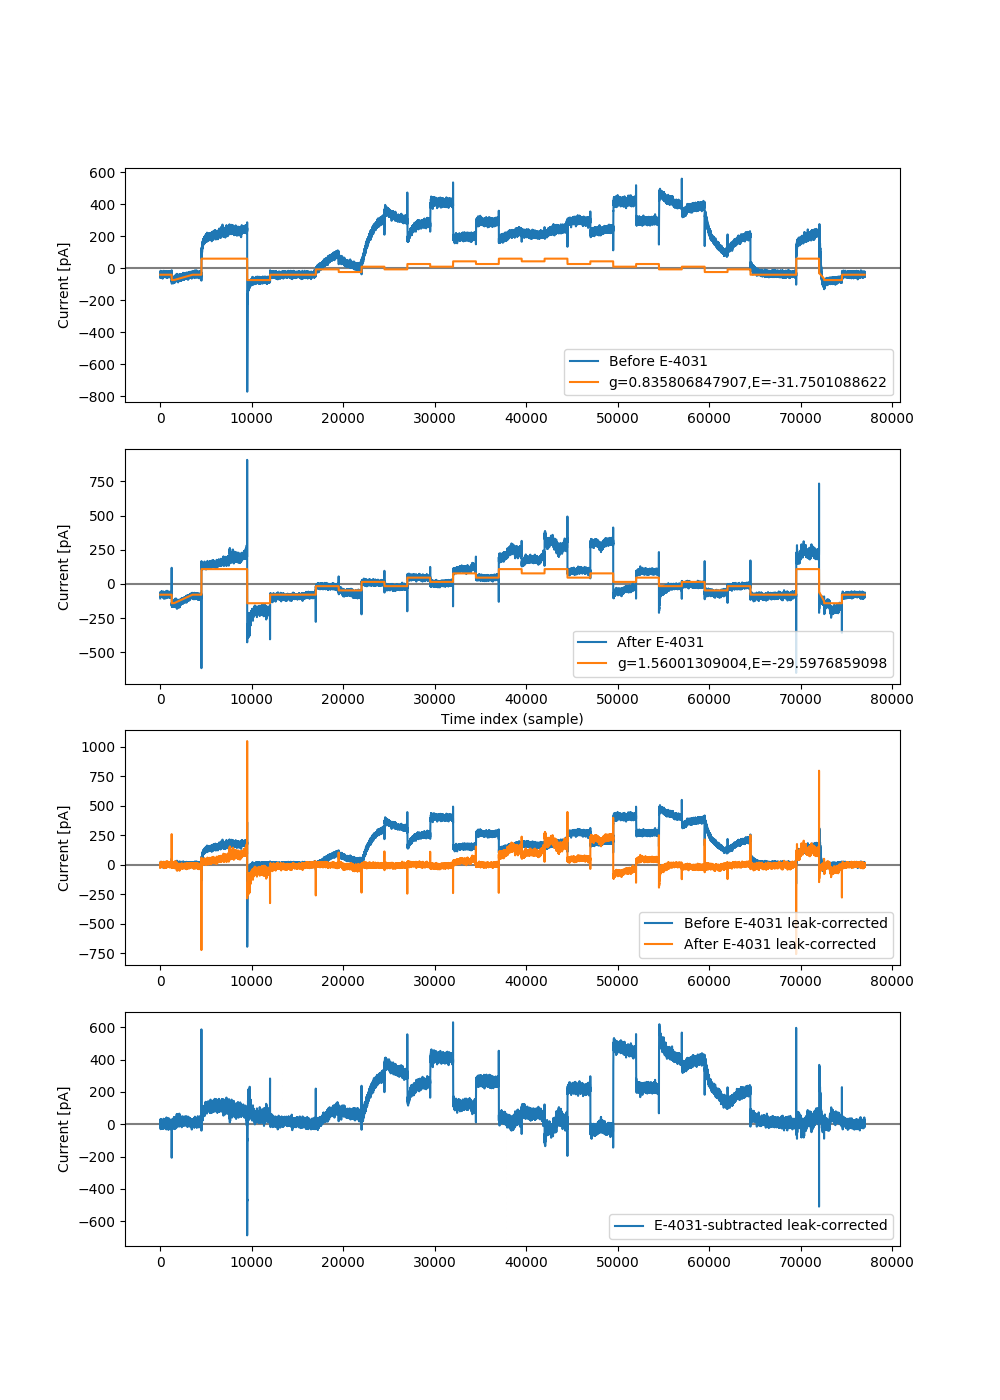 600
400
200
0
−200
−400
−600
−800
Current [pA]
Before E-4031
g=0.835806847907,E=-31.7501088622
0 10000 20000 30000 40000 50000 60000 70000 80000
750
500
250
0
−250
−500
Current [pA]
After E-4031
g=1.56001309004,E=-29.5976859098
0 10000 20000 30000 40000 50000 60000 70000 80000
Time index (sample)
1000
750
500
250
0
−250
−500
−750
Current [pA]
Before E-4031 leak-corrected
After E-4031 leak-corrected
0 10000 20000 30000 40000 50000 60000 70000 80000
600
400
200
0
−200
−400
−600
Current [pA]
E-4031-subtracted leak-corrected
0 10000 20000 30000 40000 50000 60000 70000 80000